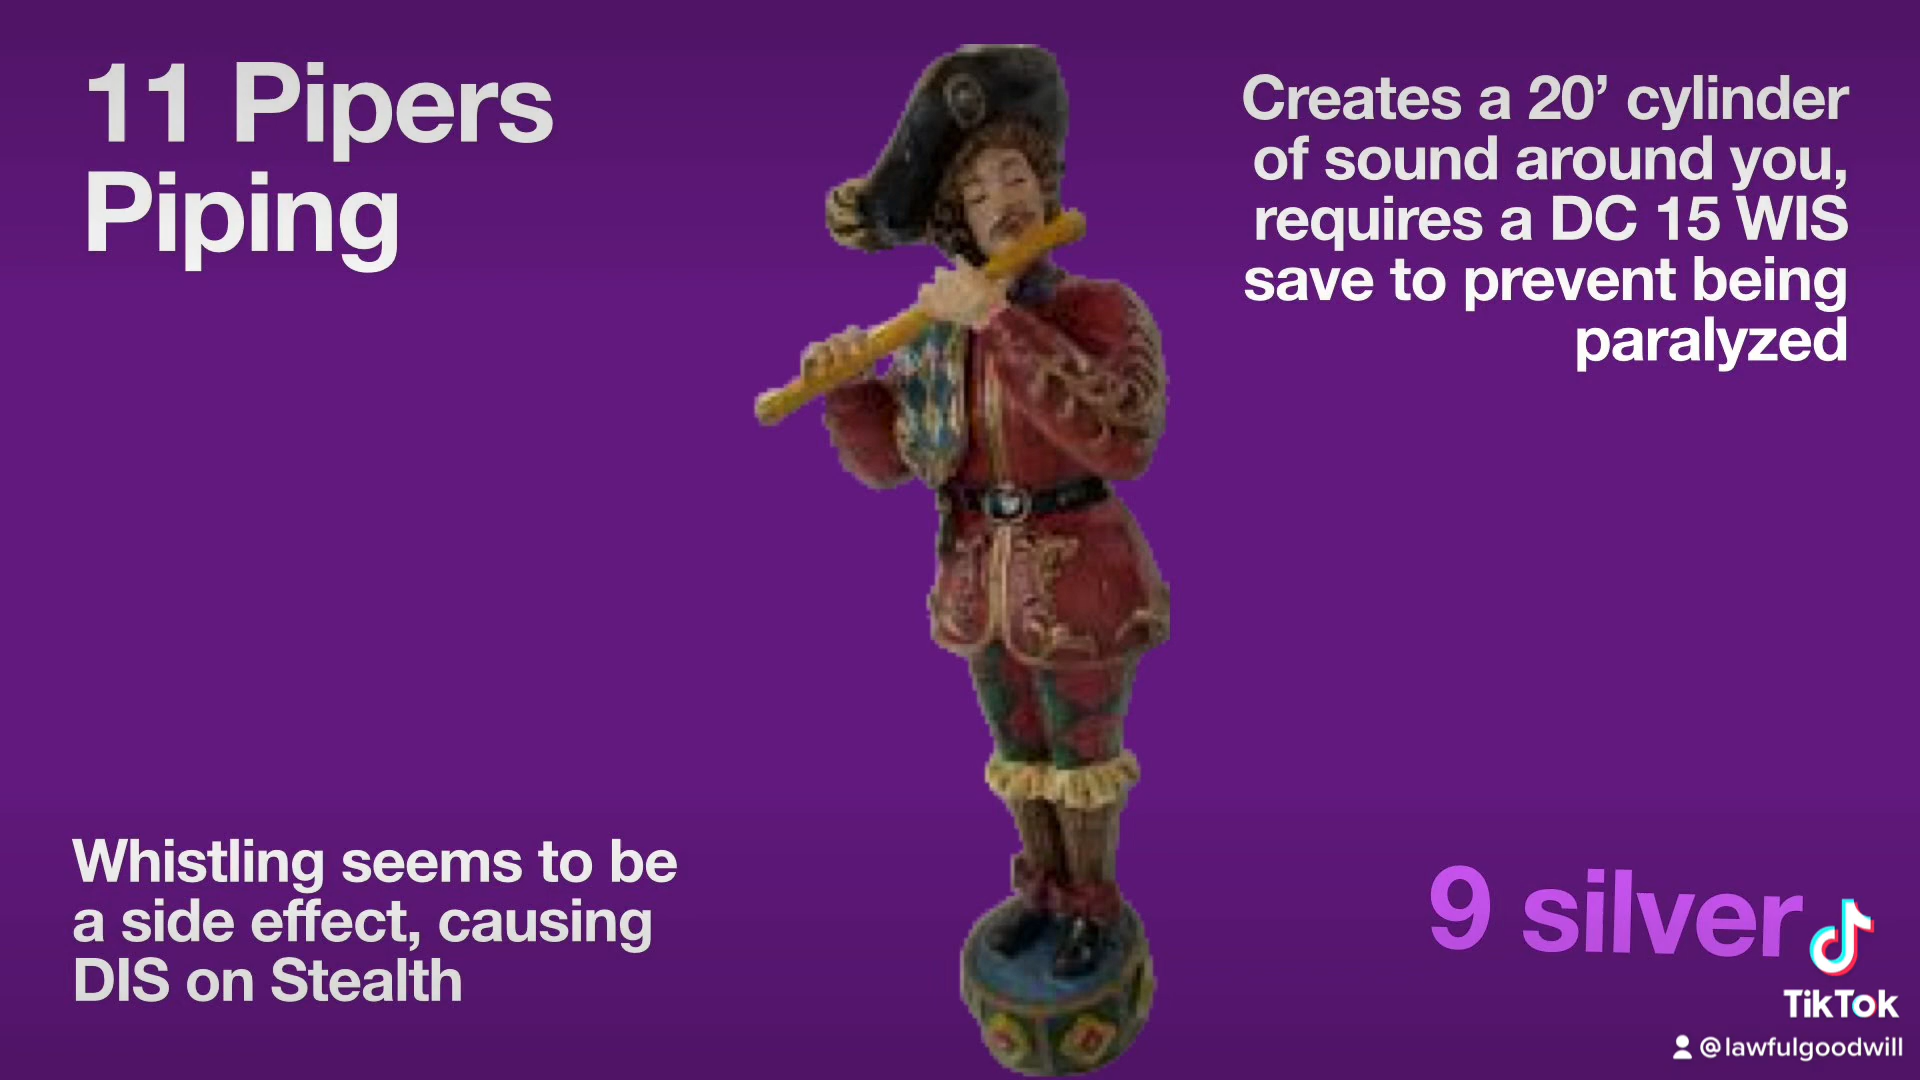 11 Pipers
Piping
Creates a 20’ cylinder
of sound around you,
requires a DC 15 WIS
save to prevent being
paralyzed
Whistling seems to be
a side effect, causing
DIS on Stealth
9 silver
TikTok
@lawfulgoodwill